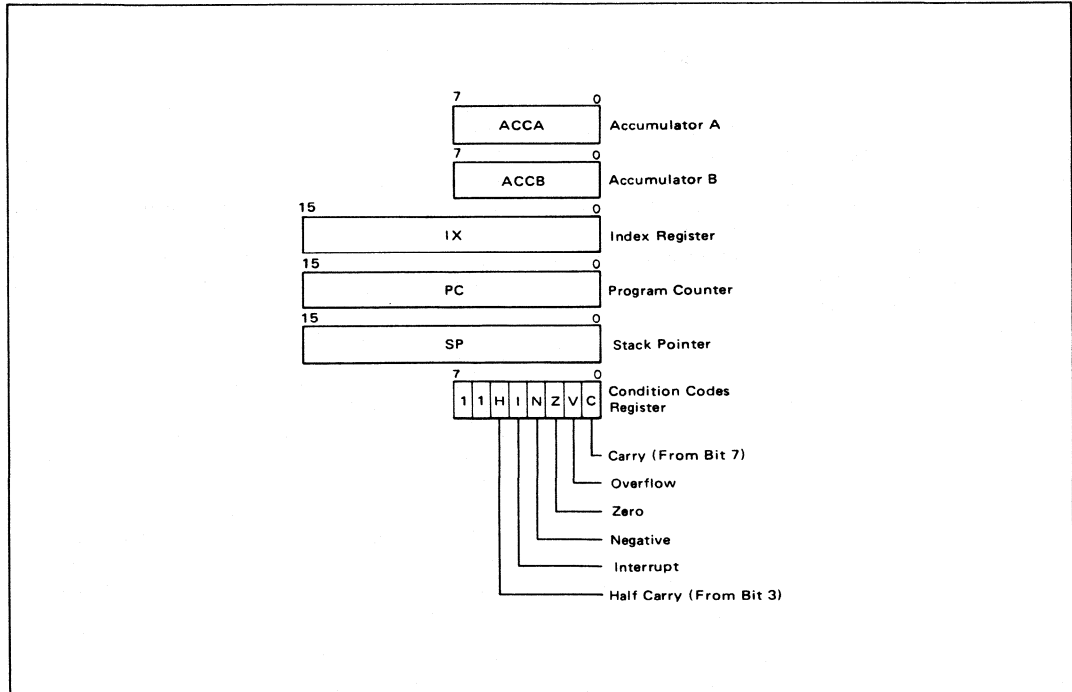 7 0
ACCA Accumulator A
7 0
ACCB Accumulator B
15 0
IX Index Register
15 0
PC Program Counter
15 0
SP Stack Pointer
7 0
1 1 H I N Z V C Condition Codes
Register
Carry (From Bit 7)
Overflow
Zero
Negative
Interrupt
Half Carry (From Bit 3)